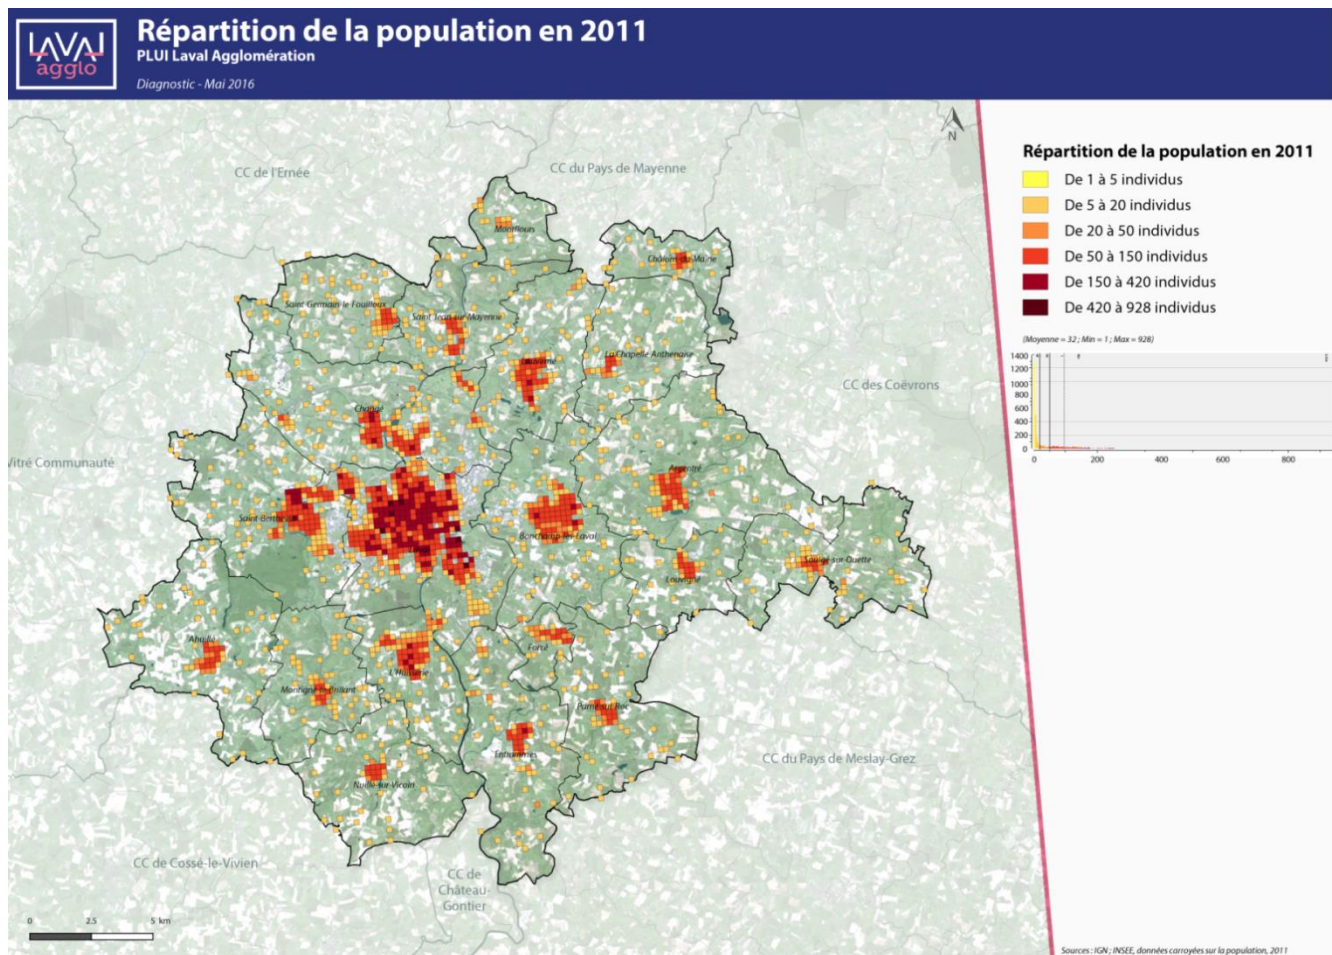 LAVAL
agglo
Répartition de la population en 2011
PLUI Laval Agglomération
Diagnostic - Mai 2016
N
CC de l'Ernée
CC du Pays de Mayenne
Montflours
Châlons-du-Maine
Saint Germain-le Fouilloux
Saint Jean-sur-Mayenne
La Chapelle Anthenaise
CC des Coëvrons
Changé
Vitré Communauté
Argentré
Saint-Berthevin
Bonchamp-lès-Laval
Louvigné
Soulgé-sur-Ouette
Ahuillé
Forcé
L'Huisserie
Montigné-le-Brillant
Parné-sur-Roc
Entrammes
CC du Pays de Meslay-Grez
Nuillé-sur-Vicoin
CC de Cossé-le-Vivien
CC de
Château-
Gontier
0 2.5 5 km
Répartition de la population en 2011
De 1 à 5 individus
De 5 à 20 individus
De 20 à 50 individus
De 50 à 150 individus
De 150 à 420 individus
De 420 à 928 individus
(Moyenne = 32 ; Min = 1 ; Max = 928)
1400
1200
1000
800
600
400
200
0
0 200 400 600 800
Sources : IGN ; INSEE, données carroyées sur la population, 2011